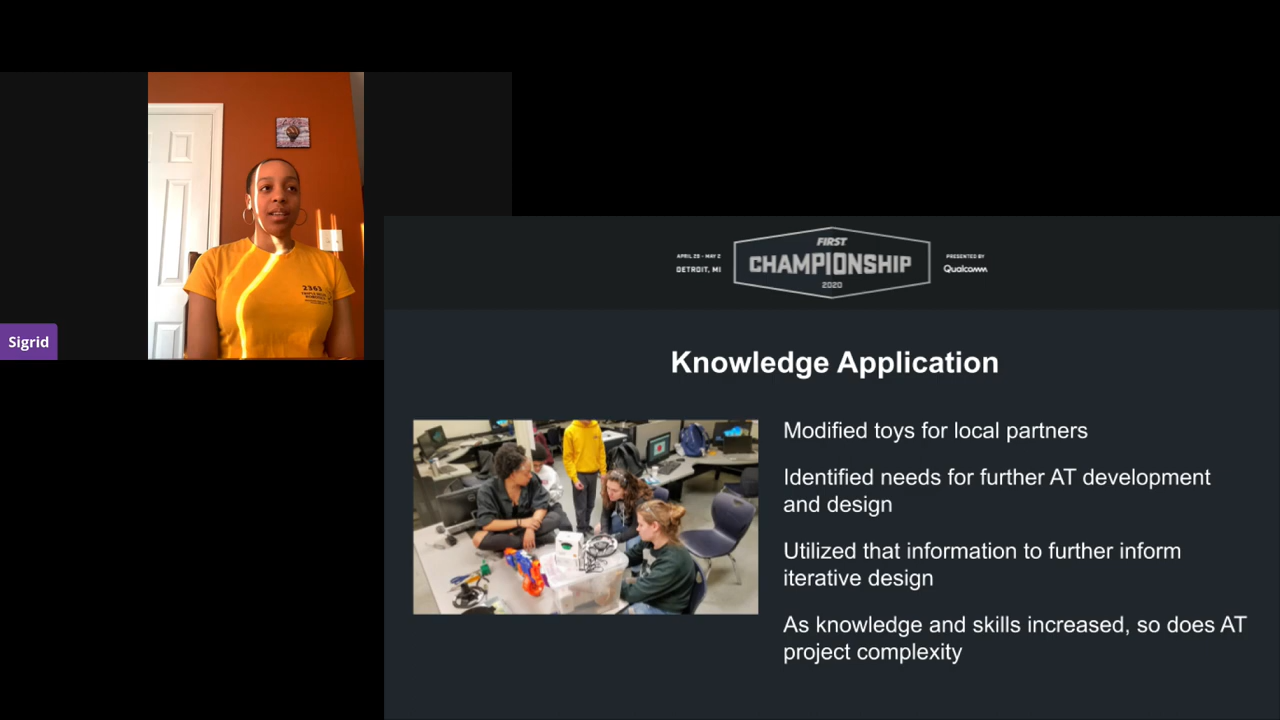 Sigrid
2363
FIRST
APRIL 29 - MAY 2
DETROIT, MI
CHAMPIONSHIP
2020
PRESENTED BY
Qualcomm
Knowledge Application
Modified toys for local partners
Identified needs for further AT development
and design
Utilized that information to further inform
iterative design
As knowledge and skills increased, so does AT
project complexity